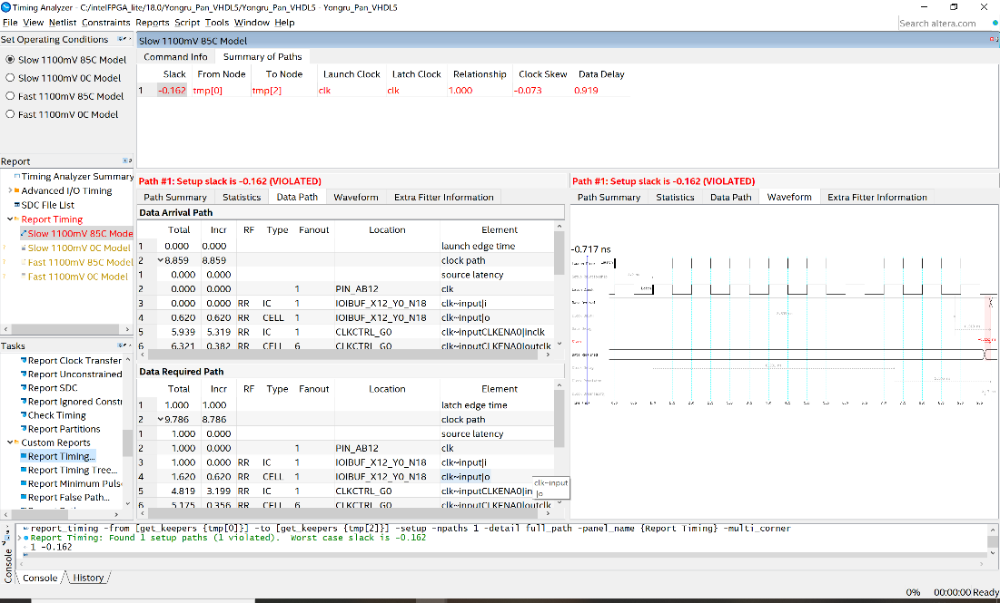 Timing Analyzer - C:/intelFPGA_lite/18.0/Yongru_Pan_VHDL5/Yongru_Pan_VHDL5 - Yongru_Pan_VHDL5
File View Netlist Constraints Reports Script Tools Window Help
Search altera.com
Set Operating Conditions
Slow 1100mV 85C Model
Slow 1100mV 0C Model
Fast 1100mV 85C Model
Fast 1100mV 0C Model
Report
Timing Analyzer Summary
Advanced I/O Timing
SDC File List
Report Timing
Slow 1100mV 85C Mode
Slow 1100mV 0C Model
Fast 1100mV 85C Model
Fast 1100mV 0C Model
Tasks
Report Clock Transfer
Report Unconstrained
Report SDC
Report Ignored Constr
Check Timing
Report Partitions
Custom Reports
Report Timing...
Report Timing Tree...
Report Minimum Pulse
Report False Path...
Slow 1100mV 85C Model
Command Info Summary of Paths
Slack From Node To Node Launch Clock Latch Clock Relationship Clock Skew Data Delay
1 -0.162 tmp[0] tmp[2] clk clk 1.000 -0.073 0.919
Path #1: Setup slack is -0.162 (VIOLATED)
Path Summary Statistics Data Path Waveform Extra Fitter Information
Data Arrival Path
Total Incr RF Type Fanout Location Element
1 0.000 0.000 launch edge time
2 8.859 8.859 clock path
1 0.000 0.000 source latency
2 0.000 0.000 1 PIN_AB12 clk
3 0.000 0.000 RR IC 1 IOIBUF_X12_Y0_N18 clk~input|i
4 0.620 0.620 RR CELL 1 IOIBUF_X12_Y0_N18 clk~input|o
5 5.939 5.319 RR IC 1 CLKCTRL_G0 clk~inputCLKENA0|inclk
6 6.321 0.382 RR CELL 6 CLKCTRL_G0 clk~inputCLKENA0|outclk
Data Required Path
Total Incr RF Type Fanout Location Element
1 1.000 1.000 latch edge time
2 9.786 8.786 clock path
1 1.000 0.000 source latency
2 1.000 0.000 1 PIN_AB12 clk
3 1.000 0.000 RR IC 1 IOIBUF_X12_Y0_N18 clk~input|i
4 1.620 0.620 RR CELL 1 IOIBUF_X12_Y0_N18 clk~input|o
5 4.819 3.199 RR IC 1 CLKCTRL_G0 clk~inputCLKENA0|in
6 5.175 0.356 RR CELL 6 CLKCTRL_G0 clk~inputCLKENA0|outclk
clk~input
|o
Path #1: Setup slack is -0.162 (VIOLATED)
Path Summary Statistics Data Path Waveform Extra Fitter Information
-0.717 ns
Launch
Latch Clock
Latch
Data Arrival
Data Required
Console
report_timing -from [get_keepers {tmp[0]}] -to [get_keepers {tmp[2]}] -setup -npaths 1 -detail full_path -panel_name {Report Timing} -multi_corner
Report Timing: Found 1 setup paths (1 violated). Worst case slack is -0.162
1 -0.162
Console History
0% 00:00:00 Ready